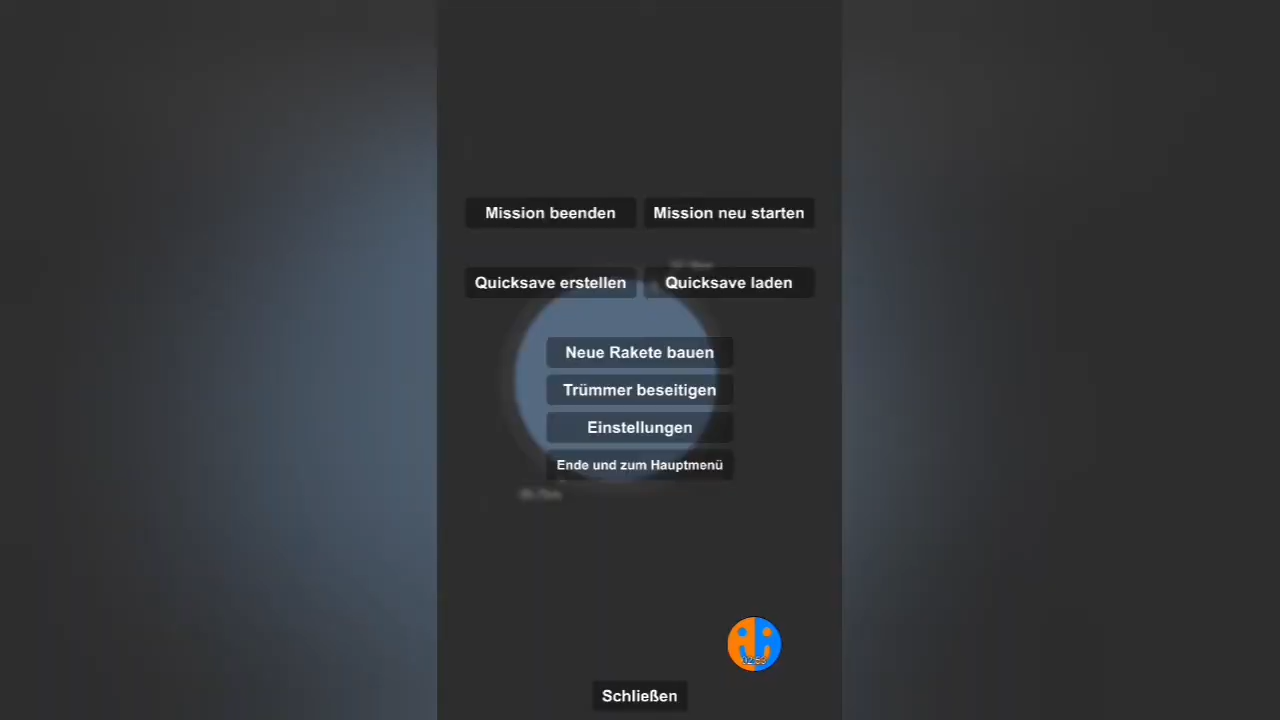 Mission beenden
Mission neu starten
Quicksave erstellen
Quicksave laden
Neue Rakete bauen
Trümmer beseitigen
Einstellungen
Ende und zum Hauptmenü
Schließen